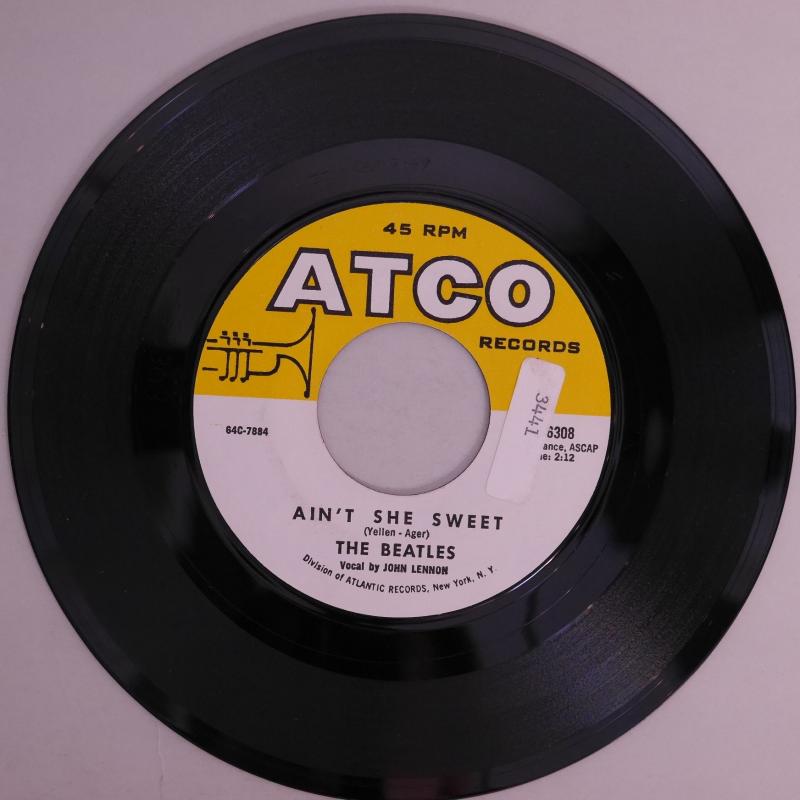 45 RPM
ATCO
RECORDS
3441
64C-7884
6308
ance, ASCAP
e: 2:12
AIN'T SHE SWEET
(Yellen - Ager)
THE BEATLES
Vocal by JOHN LENNON
Division of ATLANTIC RECORDS, New York, N. Y.